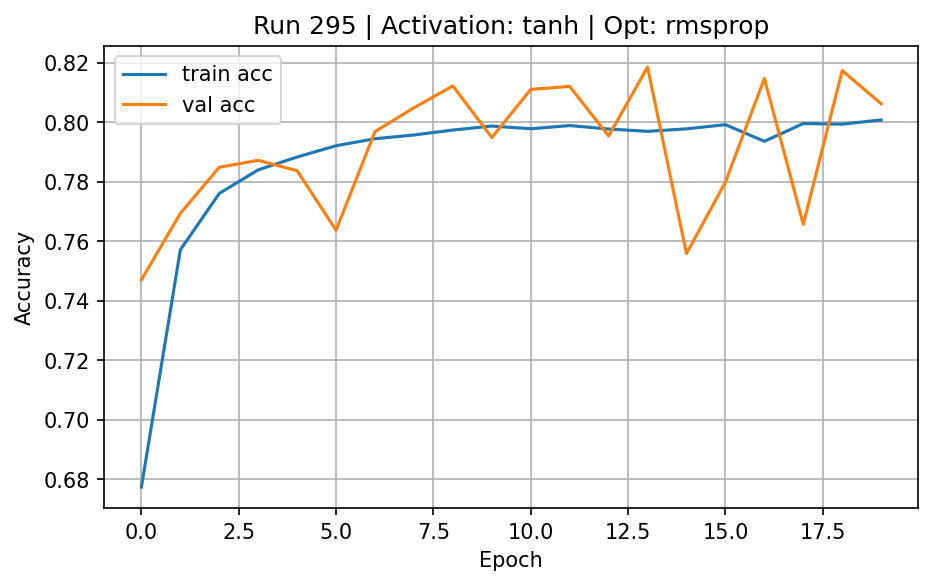 Run 295 | Activation: tanh | Opt: rmsprop
train acc
val acc
Accuracy
0.82
0.80
0.78
0.76
0.74
0.72
0.70
0.68
0.0 2.5 5.0 7.5 10.0 12.5 15.0 17.5
Epoch